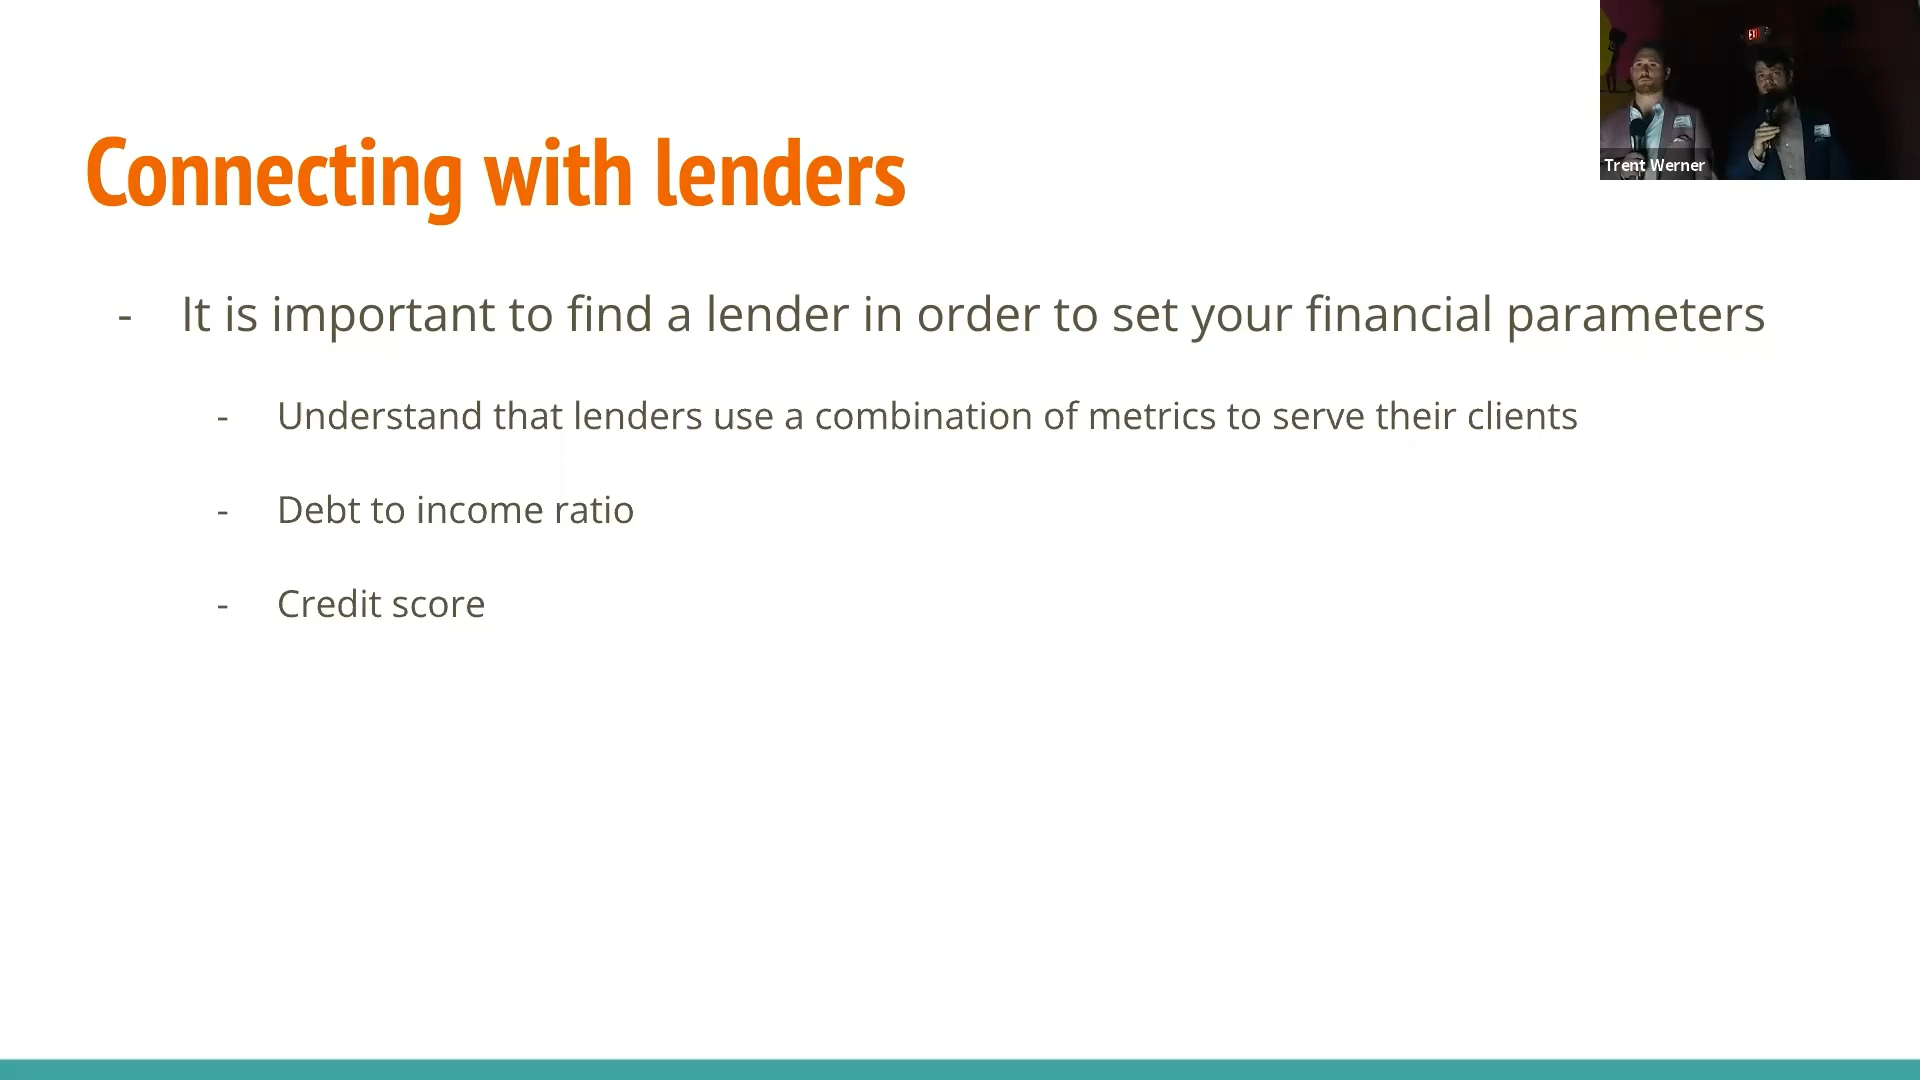 Connecting with lenders
- It is important to find a lender in order to set your financial parameters
- Understand that lenders use a combination of metrics to serve their clients
- Debt to income ratio
- Credit score
EXIT
Trent Werner